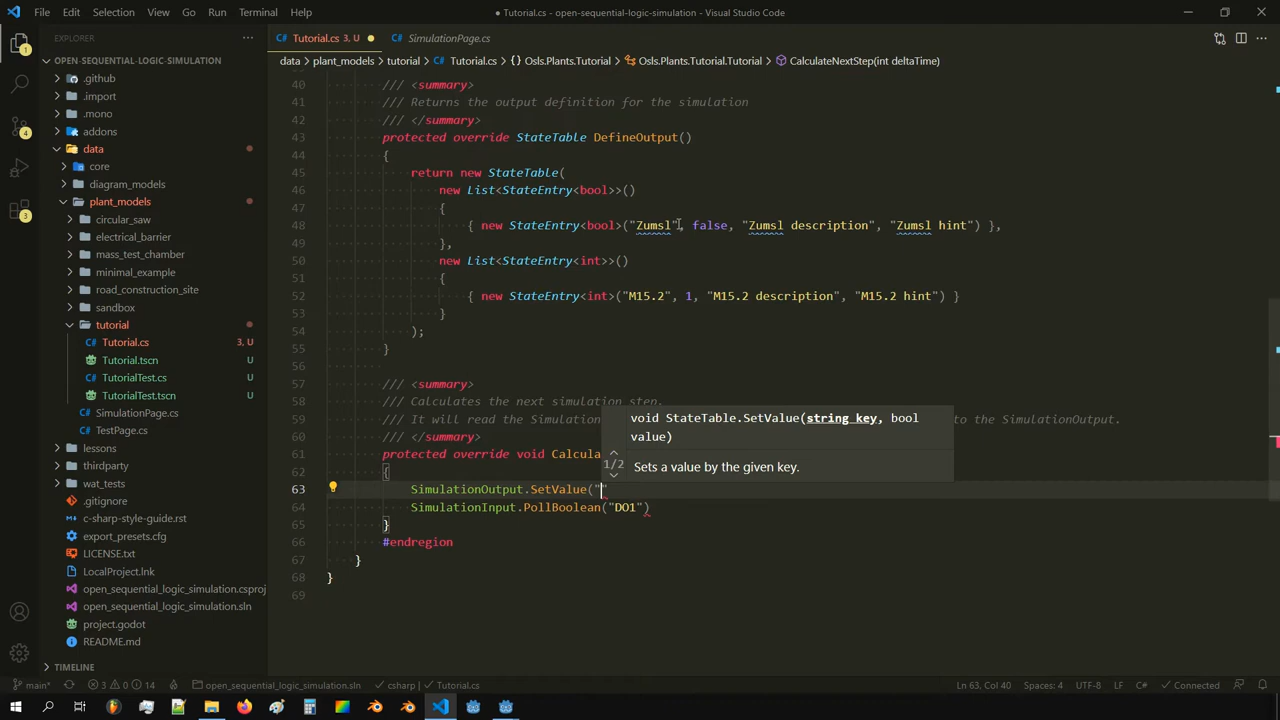 File Edit Selection View Go Run Terminal Help
● Tutorial.cs - open-sequential-logic-simulation - Visual Studio Code
EXPLORER
Tutorial.cs 3, U ●
SimulationPage.cs
OPEN-SEQUENTIAL-LOGIC-SIMULATION
data > plant_models > tutorial > Tutorial.cs > {} Osls.Plants.Tutorial > Osls.Plants.Tutorial.Tutorial > CalculateNextStep(int deltaTime)
.github
.import
.mono
addons
data
core
diagram_models
plant_models
circular_saw
electrical_barrier
mass_test_chamber
minimal_example
road_construction_site
sandbox
tutorial
Tutorial.cs 3, U
Tutorial.tscn U
TutorialTest.cs U
TutorialTest.tscn U
SimulationPage.cs
TestPage.cs
lessons
thirdparty
wat_tests
.gitignore
c-sharp-style-guide.rst
export_presets.cfg
LICENSE.txt
LocalProject.lnk
open_sequential_logic_simulation.csproj
open_sequential_logic_simulation.sln
project.godot
README.md
TIMELINE
40 /// <summary>
41 /// Returns the output definition for the simulation
42 /// </summary>
43 protected override StateTable DefineOutput()
44 {
45 return new StateTable(
46 new List<StateEntry<bool>>()
47 {
48 { new StateEntry<bool>("Zumsl", false, "Zumsl description", "Zumsl hint") },
49 },
50 new List<StateEntry<int>>()
51 {
52 { new StateEntry<int>("M15.2", 1, "M15.2 description", "M15.2 hint") }
53 }
54 );
55 }
56
57 /// <summary>
58 /// Calculates the next simulation step.
59 /// It will read the Simulation to the SimulationOutput.
60 /// </summary>
61 protected override void Calcula
62 {
63 SimulationOutput.SetValue(""
64 SimulationInput.PollBoolean("DO1")
65 }
66 #endregion
67 }
68 }
69
void StateTable.SetValue(string key, bool
value)
1/2 Sets a value by the given key.
main* 3 0 14 open_sequential_logic_simulation.sln csharp Tutorial.cs Ln 63, Col 40 Spaces: 4 UTF-8 LF C# Connected